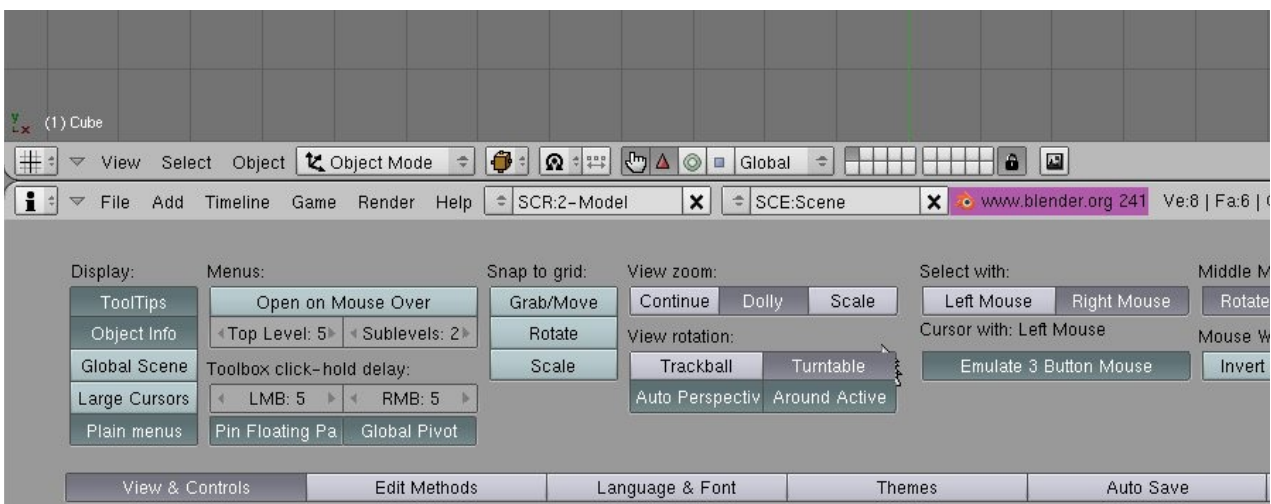 y
x (1) Cube
View Select Object Object Mode Global
File Add Timeline Game Render Help SCR:2-Model X SCE:Scene X www.blender.org 241 Ve:8 | Fa:6 |
Display: Menus: Snap to grid: View zoom: Select with: Middle M
ToolTips Open on Mouse Over Grab/Move Continue Dolly Scale Left Mouse Right Mouse Rotate
Object Info Top Level: 5 Sublevels: 2 Rotate View rotation: Cursor with: Left Mouse Mouse W
Global Scene Toolbox click-hold delay: Scale Trackball Turntable Emulate 3 Button Mouse Invert
Large Cursors LMB: 5 RMB: 5 Auto Perspectiv Around Active
Plain menus Pin Floating Pa Global Pivot
View & Controls Edit Methods Language & Font Themes Auto Save